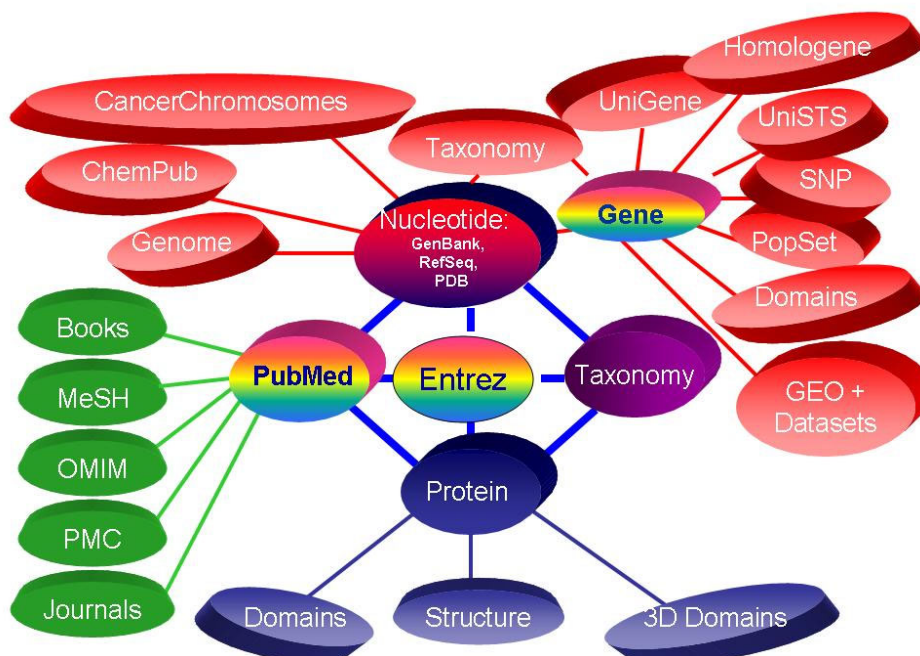 Homologene
CancerChromosomes
UniGene
UniSTS
Taxonomy
ChemPub
SNP
Nucleotide:
GenBank,
RefSeq,
PDB
Gene
Genome
PopSet
Domains
Books
PubMed
Entrez
Taxonomy
MeSH
GEO +
Datasets
OMIM
Protein
PMC
Journals
Domains
Structure
3D Domains